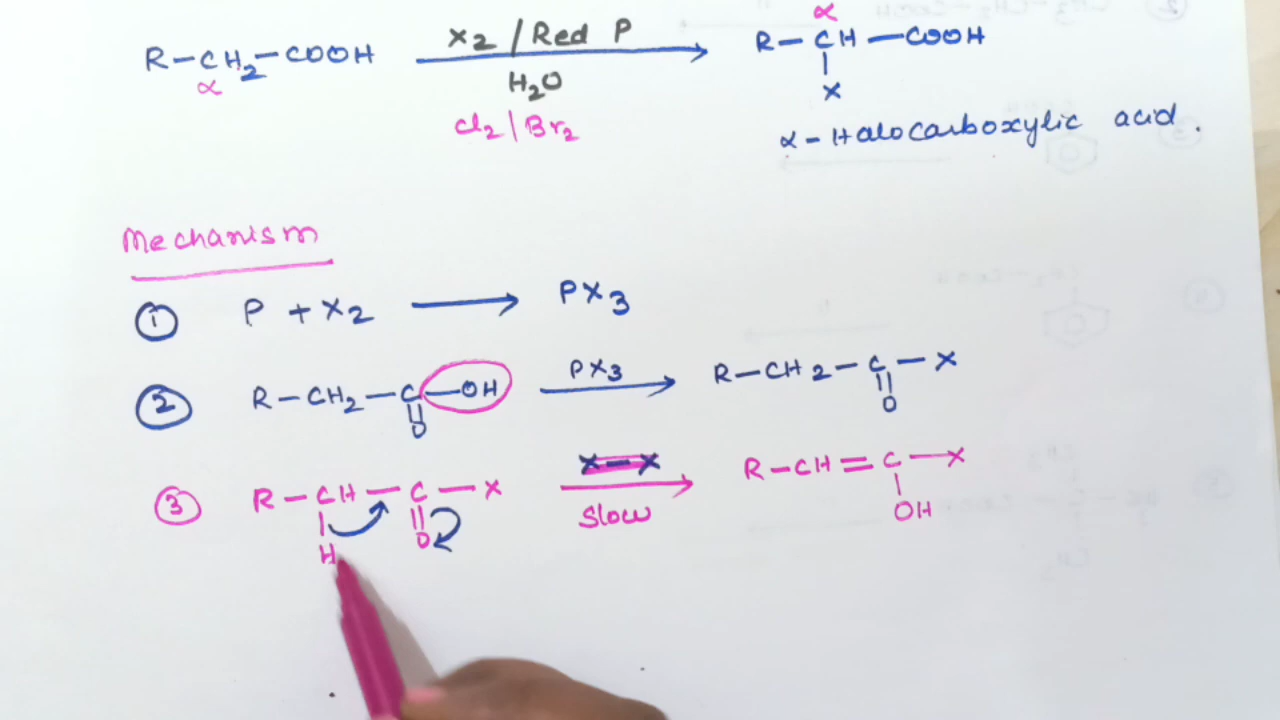 R-CH₂-COOH X₂ / Red P R-CH-COOH
α H₂O α X
Cl₂ | Br₂
α - Halocarboxylic acid.
Mechanism
① P + X₂ ⟶ PX₃
② R-CH₂-C-OH PX₃ R-CH₂-C-X
O O
③ R-CH-C-X X-X R-CH=C-X
H O Slow OH